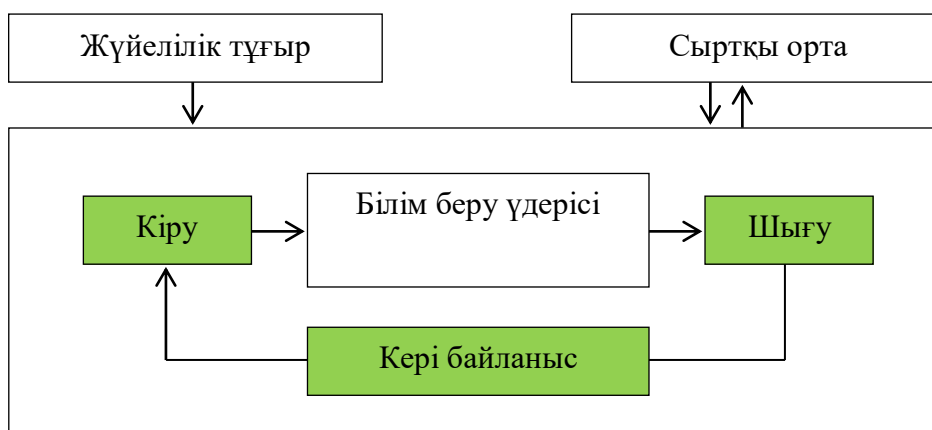 Жүйелілік тұғыр
Сыртқы орта
Кіру
Білім беру үдерісі
Шығу
Кері байланыс